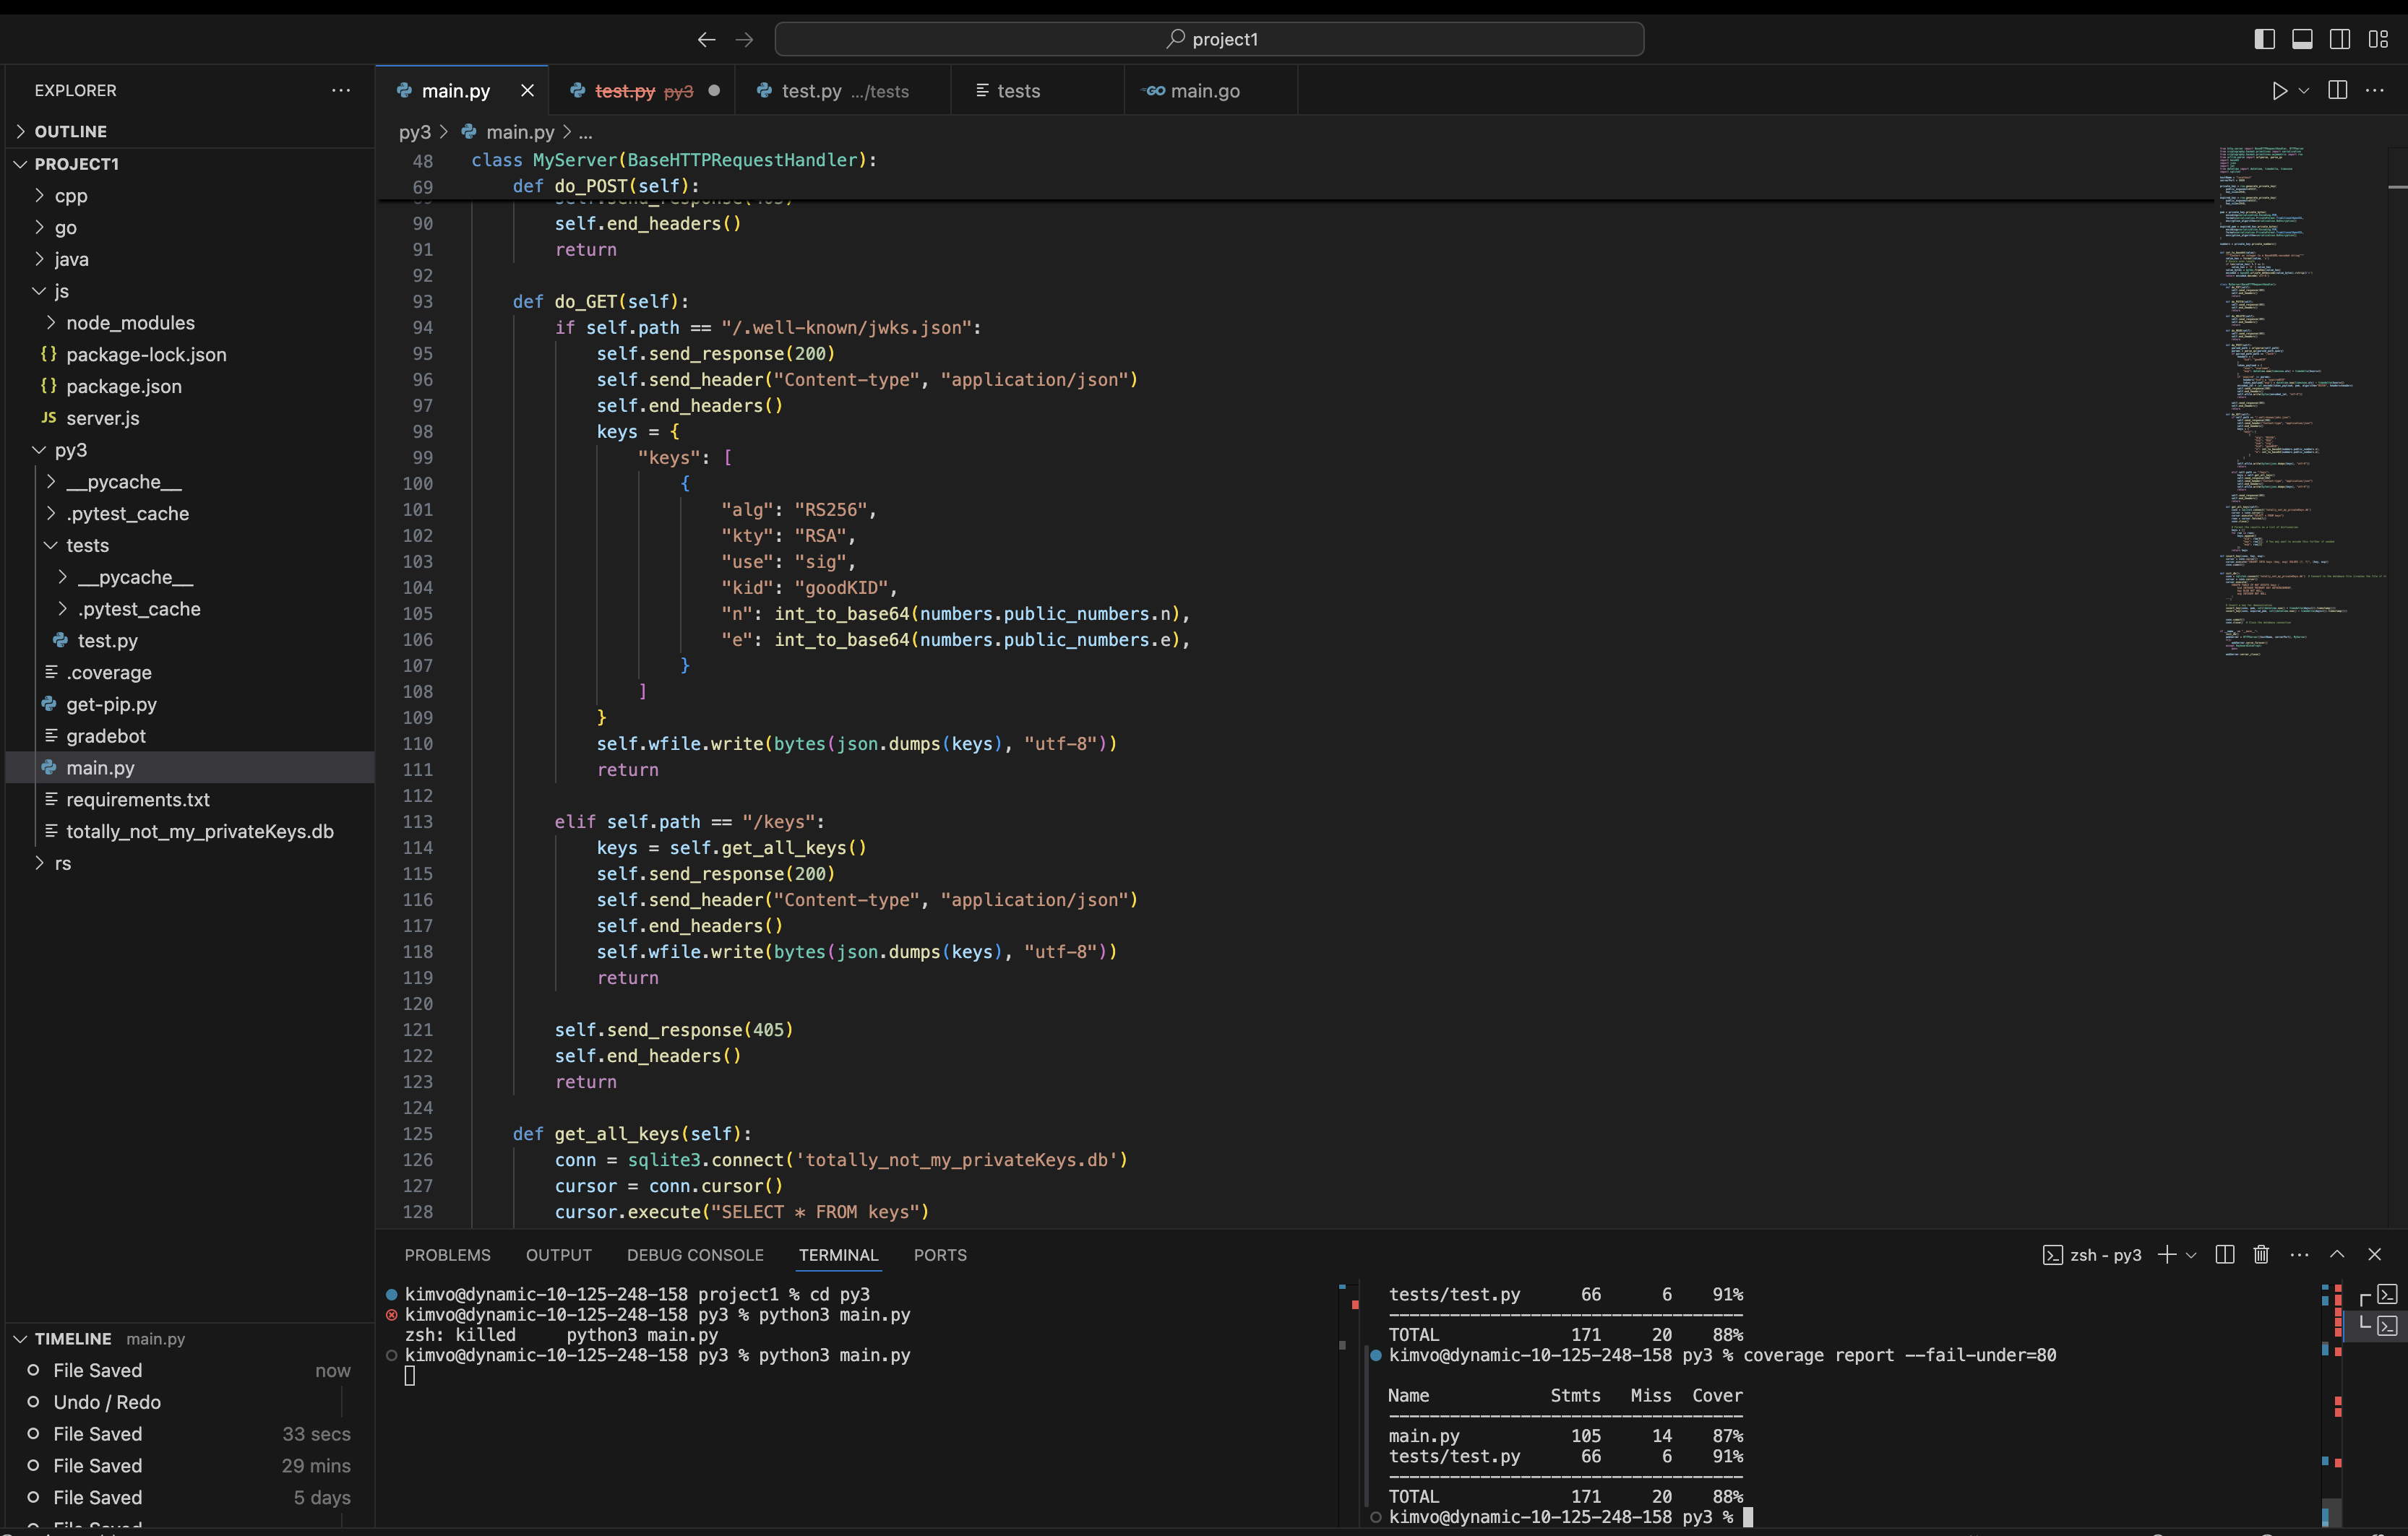 project1
EXPLORER
main.py
test.py py3
test.py .../tests
tests
GO main.go
OUTLINE
PROJECT1
cpp
go
java
js
node_modules
{} package-lock.json
{} package.json
JS server.js
py3
__pycache__
.pytest_cache
tests
__pycache__
.pytest_cache
test.py
.coverage
get-pip.py
gradebot
main.py
requirements.txt
totally_not_my_privateKeys.db
rs
TIMELINE main.py
File Saved now
Undo / Redo
File Saved 33 secs
File Saved 29 mins
File Saved 5 days
File Saved
py3 > main.py > ...
48 class MyServer(BaseHTTPRequestHandler):
69 def do_POST(self):
89 self.send_response(405)
90 self.end_headers()
91 return
92
93 def do_GET(self):
94 if self.path == "/.well-known/jwks.json":
95 self.send_response(200)
96 self.send_header("Content-type", "application/json")
97 self.end_headers()
98 keys = {
99 "keys": [
100 {
101 "alg": "RS256",
102 "kty": "RSA",
103 "use": "sig",
104 "kid": "goodKID",
105 "n": int_to_base64(numbers.public_numbers.n),
106 "e": int_to_base64(numbers.public_numbers.e),
107 }
108 ]
109 }
110 self.wfile.write(bytes(json.dumps(keys), "utf-8"))
111 return
112
113 elif self.path == "/keys":
114 keys = self.get_all_keys()
115 self.send_response(200)
116 self.send_header("Content-type", "application/json")
117 self.end_headers()
118 self.wfile.write(bytes(json.dumps(keys), "utf-8"))
119 return
120
121 self.send_response(405)
122 self.end_headers()
123 return
124
125 def get_all_keys(self):
126 conn = sqlite3.connect('totally_not_my_privateKeys.db')
127 cursor = conn.cursor()
128 cursor.execute("SELECT * FROM keys")
PROBLEMS OUTPUT DEBUG CONSOLE TERMINAL PORTS
zsh - py3
kimvo@dynamic-10-125-248-158 project1 % cd py3
kimvo@dynamic-10-125-248-158 py3 % python3 main.py
zsh: killed python3 main.py
kimvo@dynamic-10-125-248-158 py3 % python3 main.py
tests/test.py 66 6 91%
-----------------------------------
TOTAL 171 20 88%
kimvo@dynamic-10-125-248-158 py3 % coverage report --fail-under=80
Name Stmts Miss Cover
-----------------------------------
main.py 105 14 87%
tests/test.py 66 6 91%
-----------------------------------
TOTAL 171 20 88%
kimvo@dynamic-10-125-248-158 py3 %